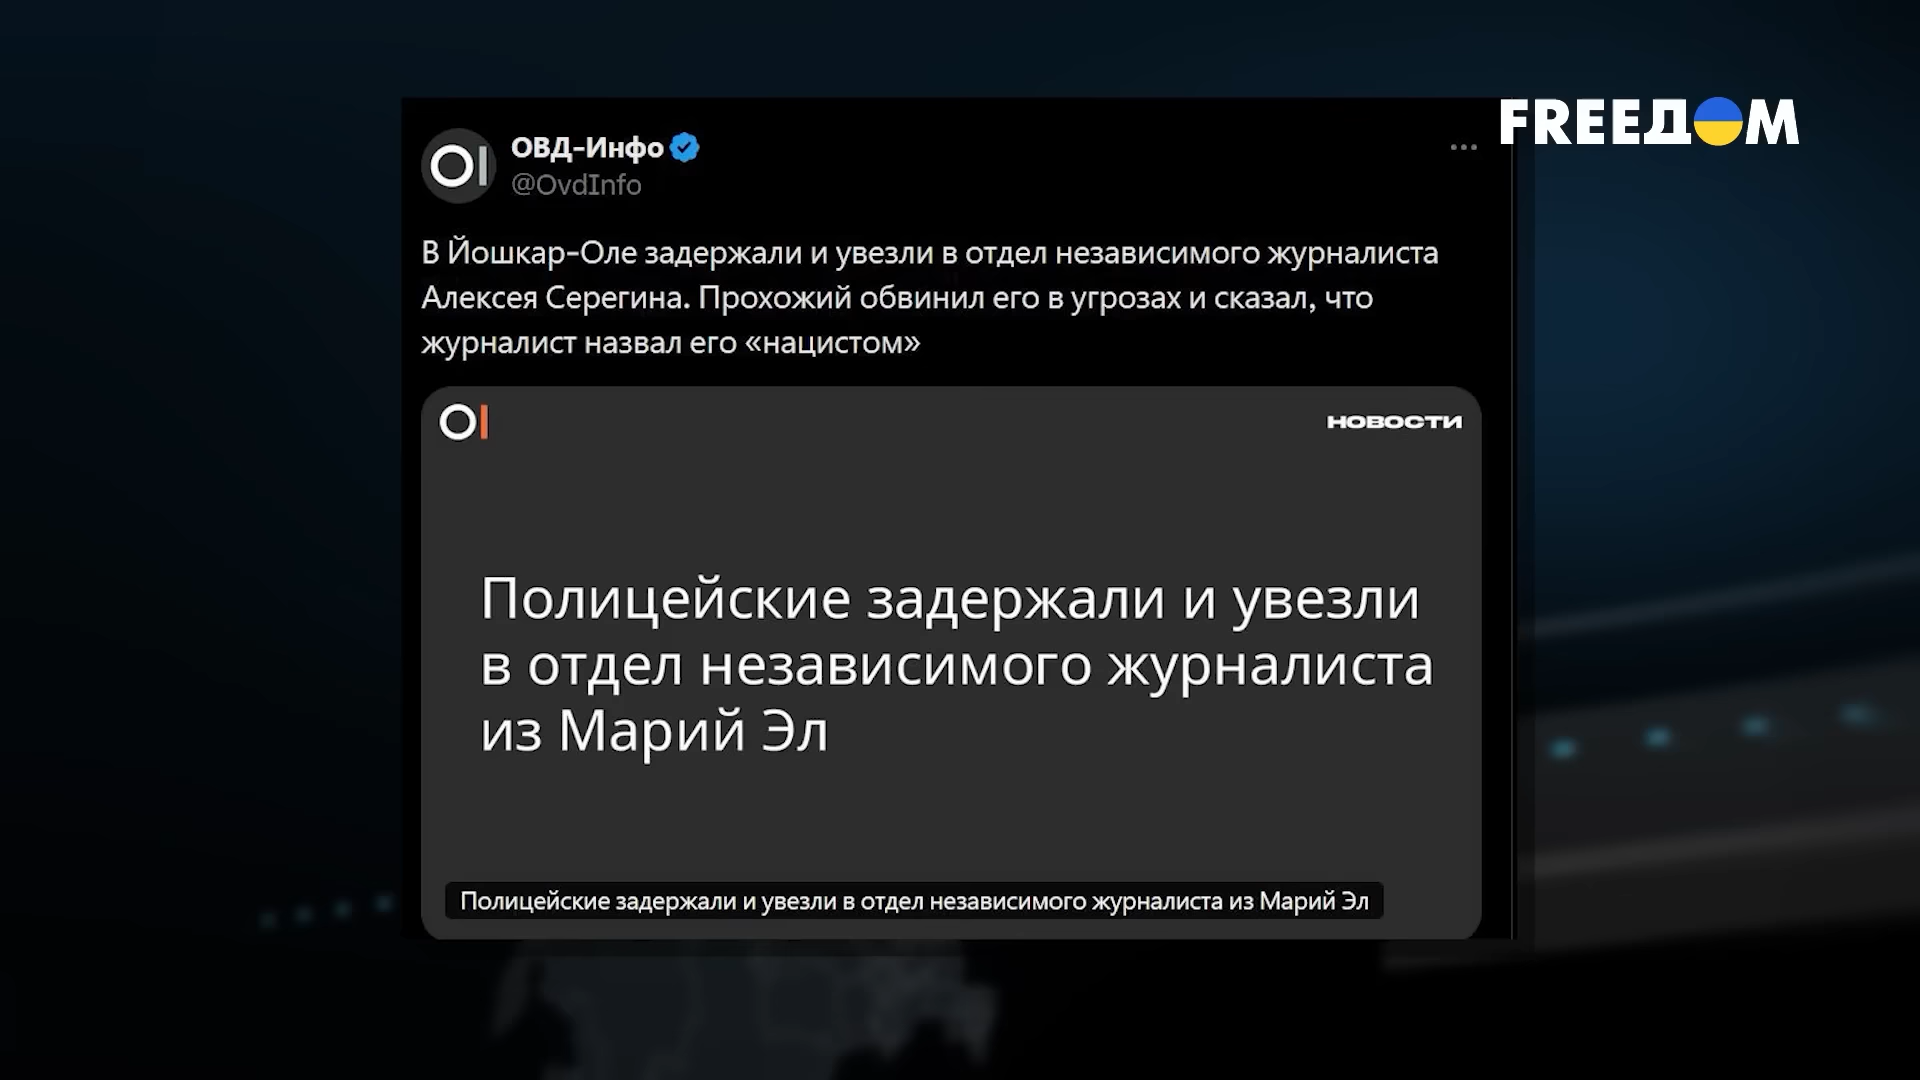 FREEДOM
ОВД-Инфо
@OvdInfo
В Йошкар-Оле задержали и увезли в отдел независимого журналиста
Алексея Серегина. Прохожий обвинил его в угрозах и сказал, что
журналист назвал его «нацистом»
OI
НОВОСТИ
Полицейские задержали и увезли
в отдел независимого журналиста
из Марий Эл
Полицейские задержали и увезли в отдел независимого журналиста из Марий Эл